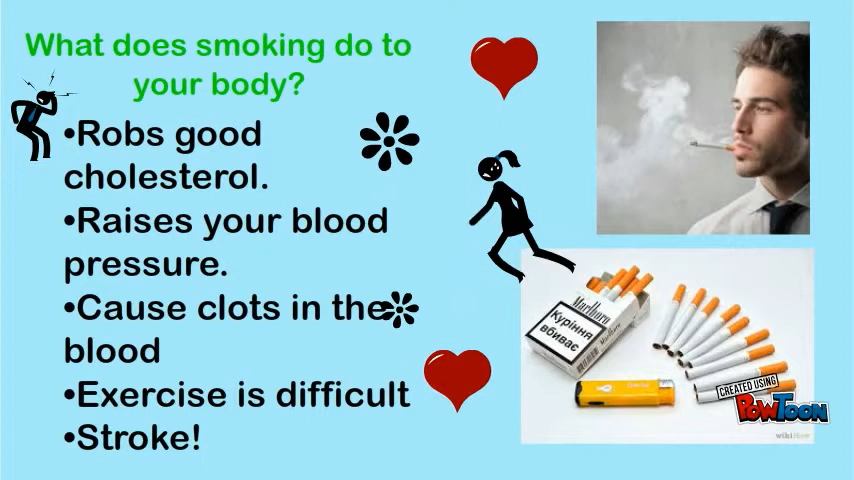 What does smoking do to
your body?
•Robs good
cholesterol.
•Raises your blood
pressure.
•Cause clots in the
blood
•Exercise is difficult
•Stroke!
Marlboro
Куріння
вбиває
Marlboro
CREATED USING
POWTOON
wikiHow